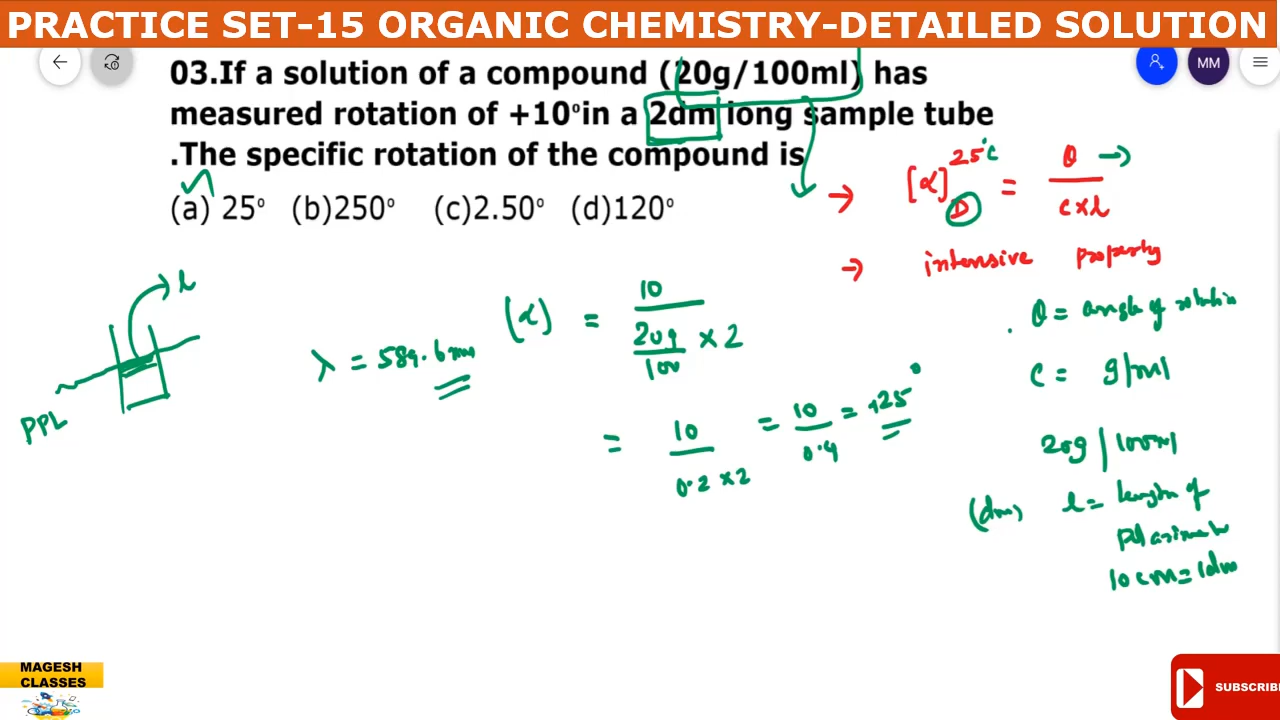 PRACTICE SET-15 ORGANIC CHEMISTRY-DETAILED SOLUTION
03.If a solution of a compound (20g/100ml) has
measured rotation of +10°in a 2dm long sample tube
.The specific rotation of the compound is
(a) 25° (b)250° (c)2.50° (d)120°
MM
→ [α] 25°C D = θ / c x l →
→ intensive property
l
PPL
λ = 589.6nm
(α) = 10 / 20g/100 x 2
= 10 / 0.2 x 2 = 10 / 0.4 = +25°
θ = angle of rotation
c = g/ml
20g / 100ml
(dm) l = length of
10cm = 1dm
MAGESH
CLASSES
SUBSCRIBE